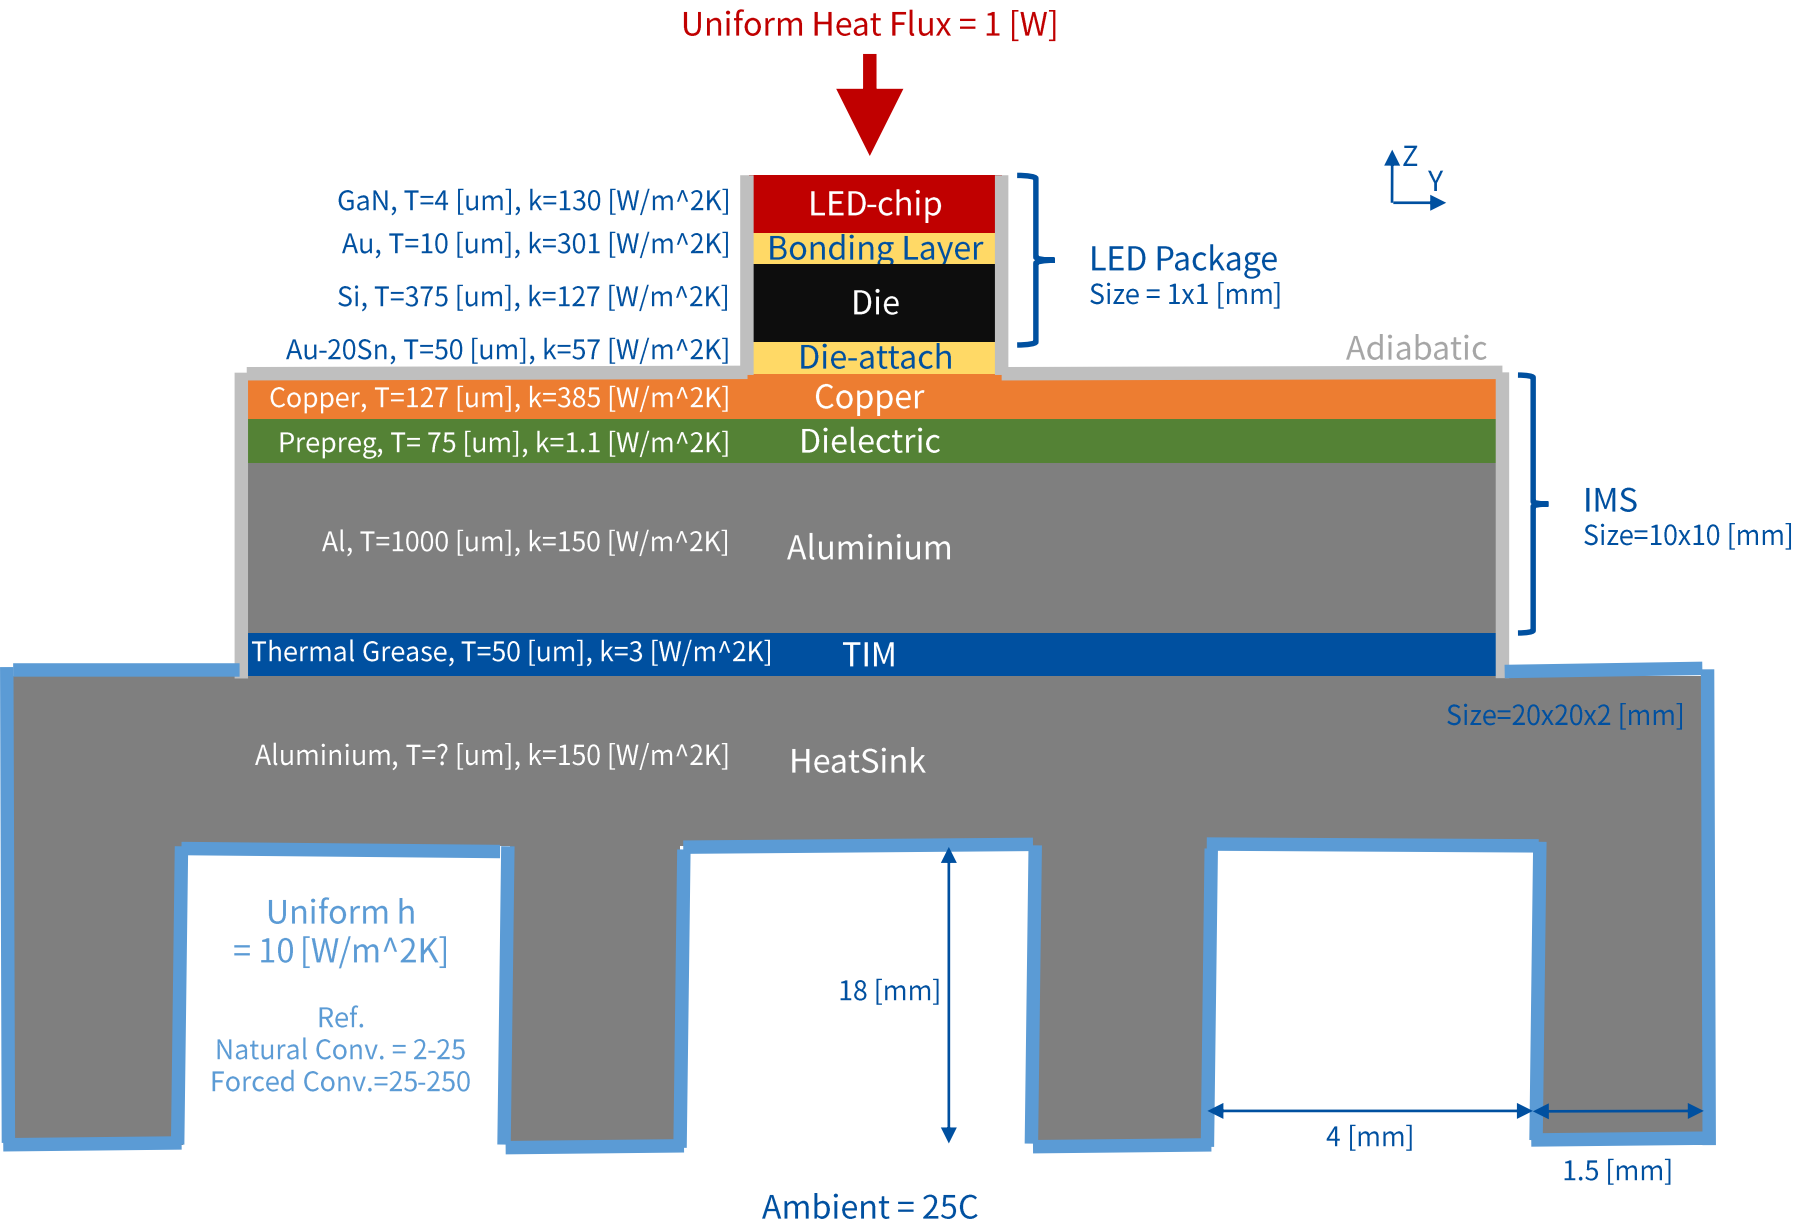 Uniform Heat Flux = 1 [W]
Z
Y
GaN, T=4 [um], k=130 [W/m^2K]
LED-chip
Au, T=10 [um], k=301 [W/m^2K]
Bonding Layer
LED Package
Size = 1x1 [mm]
Si, T=375 [um], k=127 [W/m^2K]
Die
Au-20Sn, T=50 [um], k=57 [W/m^2K]
Die-attach
Adiabatic
Copper, T=127 [um], k=385 [W/m^2K]
Copper
Prepreg, T= 75 [um], k=1.1 [W/m^2K]
Dielectric
IMS
Size=10x10 [mm]
Al, T=1000 [um], k=150 [W/m^2K]
Aluminium
Thermal Grease, T=50 [um], k=3 [W/m^2K]
TIM
Size=20x20x2 [mm]
Aluminium, T=? [um], k=150 [W/m^2K]
HeatSink
Uniform h
= 10 [W/m^2K]
Ref.
Natural Conv. = 2-25
Forced Conv.=25-250
18 [mm]
4 [mm]
1.5 [mm]
Ambient = 25C